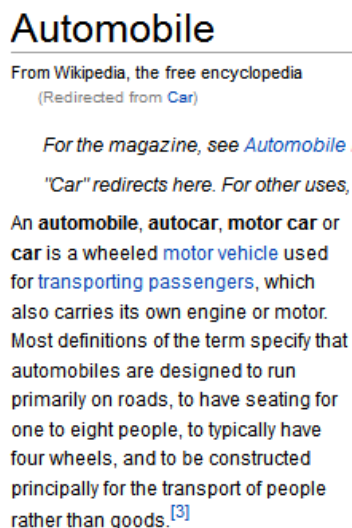 Automobile
From Wikipedia, the free encyclopedia
(Redirected from Car)
For the magazine, see Automobile
"Car" redirects here. For other uses,
An automobile, autocar, motor car or
car is a wheeled motor vehicle used
for transporting passengers, which
also carries its own engine or motor.
Most definitions of the term specify that
automobiles are designed to run
primarily on roads, to have seating for
one to eight people, to typically have
four wheels, and to be constructed
principally for the transport of people
rather than goods.[3]